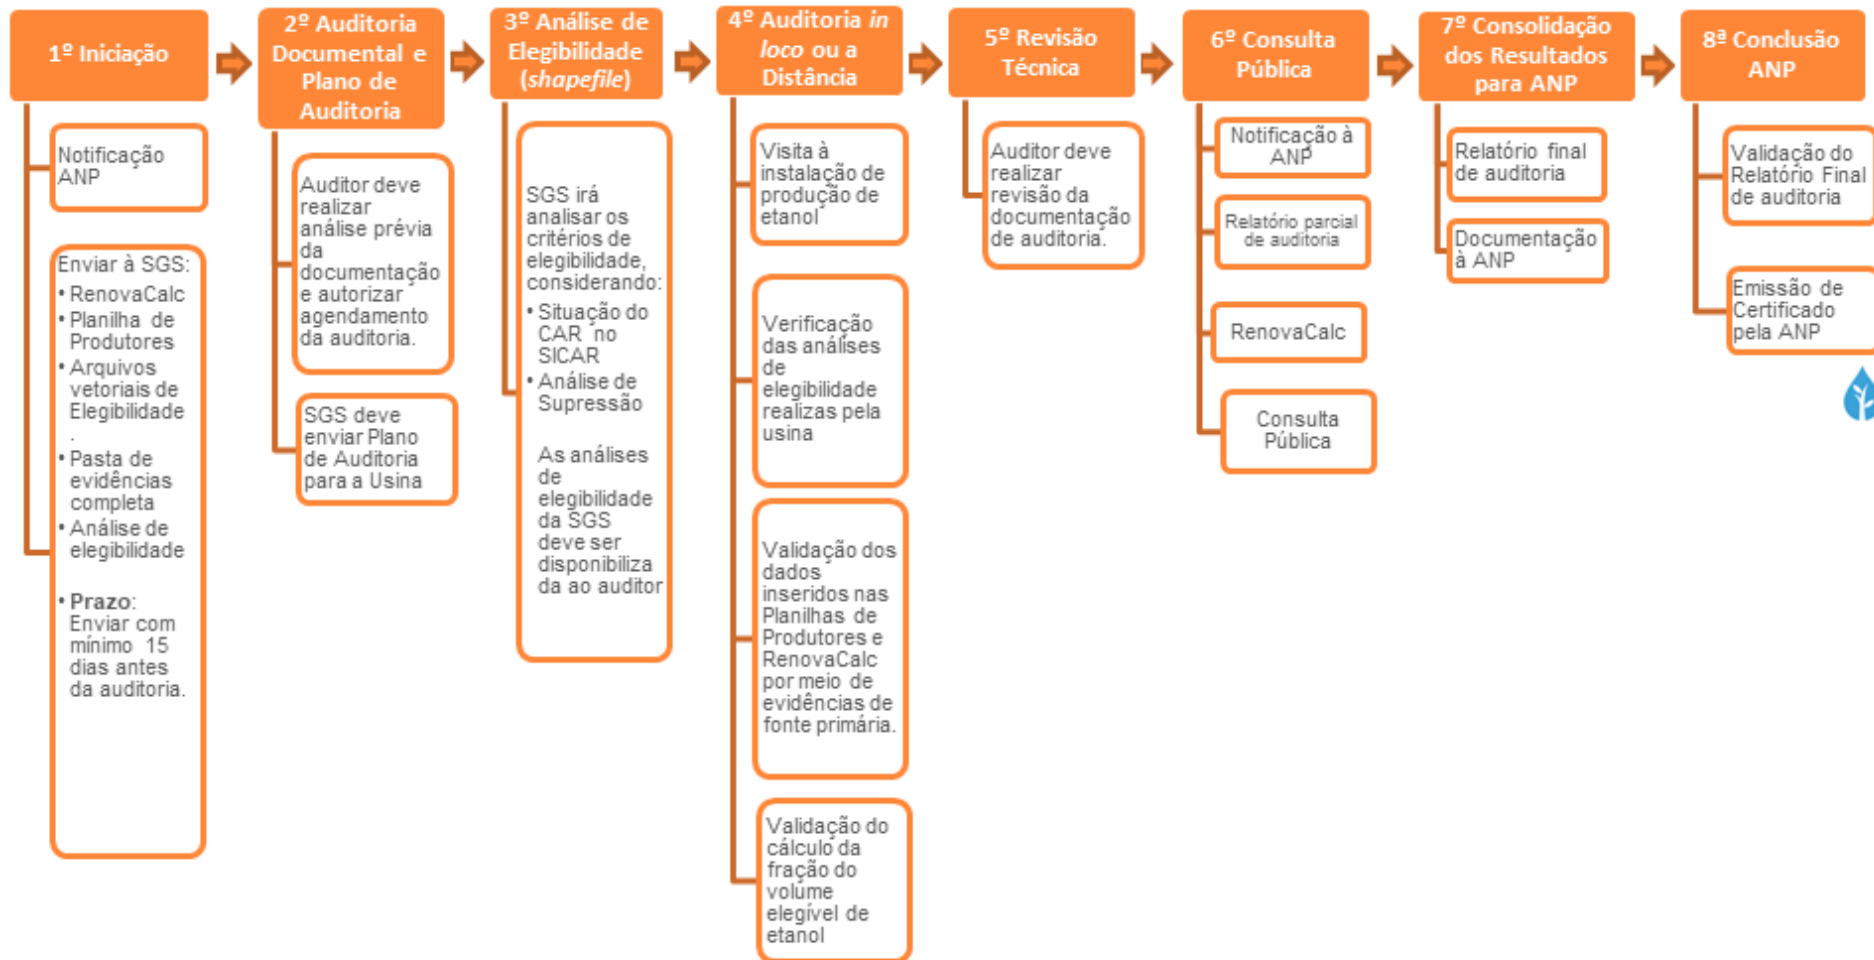 1º Iniciação
Notificação
ANP
Enviar à SGS:
• RenovaCalc
• Planilha de
Produtores
• Arquivos
vetoriais de
Elegibilidade
.
• Pasta de
evidências
completa
• Análise de
elegibilidade
• Prazo:
Enviar com
mínimo 15
dias antes
da auditoria.
2º Auditoria
Documental e
Plano de
Auditoria
Auditor deve
realizar
análise prévia
da
documentação
e autorizar
agendamento
da auditoria.
SGS deve
enviar Plano
de Auditoria
para a Usina
3º Análise de
Elegibilidade
(shapefile)
SGS irá
analisar os
critérios de
elegibilidade,
considerando:
• Situação do
CAR no
SICAR
• Análise de
Supressão
As análises
de
elegibilidade
da SGS
deve ser
disponibiliza
da ao auditor
4º Auditoria in
loco ou a
Distância
Visita à
instalação de
produção de
etanol
Verificação
das análises
de
elegibilidade
realizas pela
usina
Validação dos
dados
inseridos nas
Planilhas de
Produtores e
RenovaCalc
por meio de
evidências de
fonte primária.
Validação do
cálculo da
fração do
volume
elegível de
etanol
5º Revisão
Técnica
Auditor deve
realizar
revisão da
documentação
de auditoria.
6º Consulta
Pública
Notificação à
ANP
Relatório parcial
de auditoria
RenovaCalc
Consulta
Pública
7º Consolidação
dos Resultados
para ANP
Relatório final
de auditoria
Documentação
à ANP
8ª Conclusão
ANP
Validação do
Relatório Final
de auditoria
Emissão de
Certificado
pela ANP